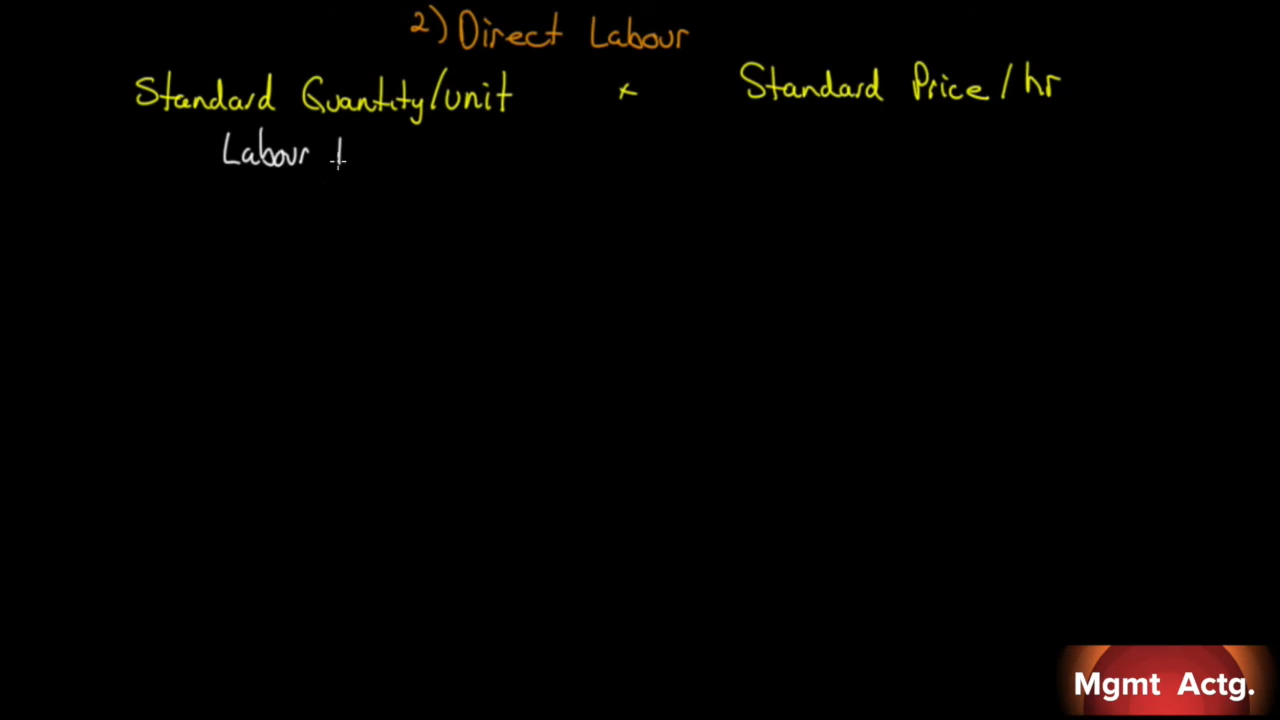 2) Direct Labour
Standard Quantity/unit × Standard Price/hr
Labour
Mgmt Actg.